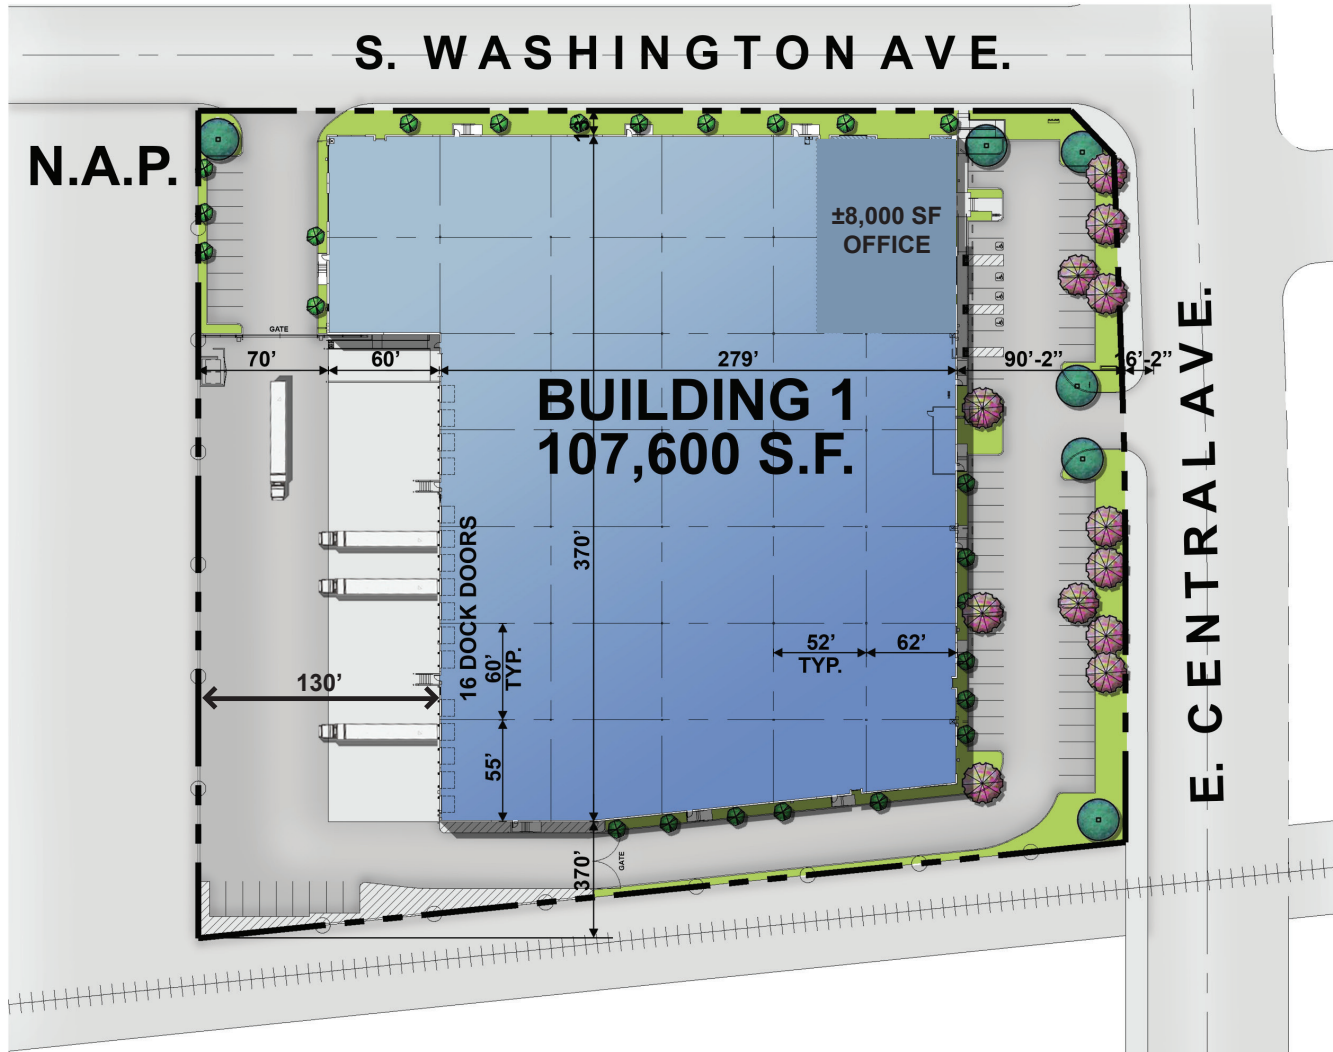 S. WASHINGTON AVE.
N.A.P.
±8,000 SF
OFFICE
GATE
70’
60’
279’
90’-2”
16’-2”
BUILDING 1
107,600 S.F.
E. CENTRAL AVE.
16 DOCK DOORS
370’
60’
TYP.
52’
TYP.
62’
130’
55’
370’
GATE